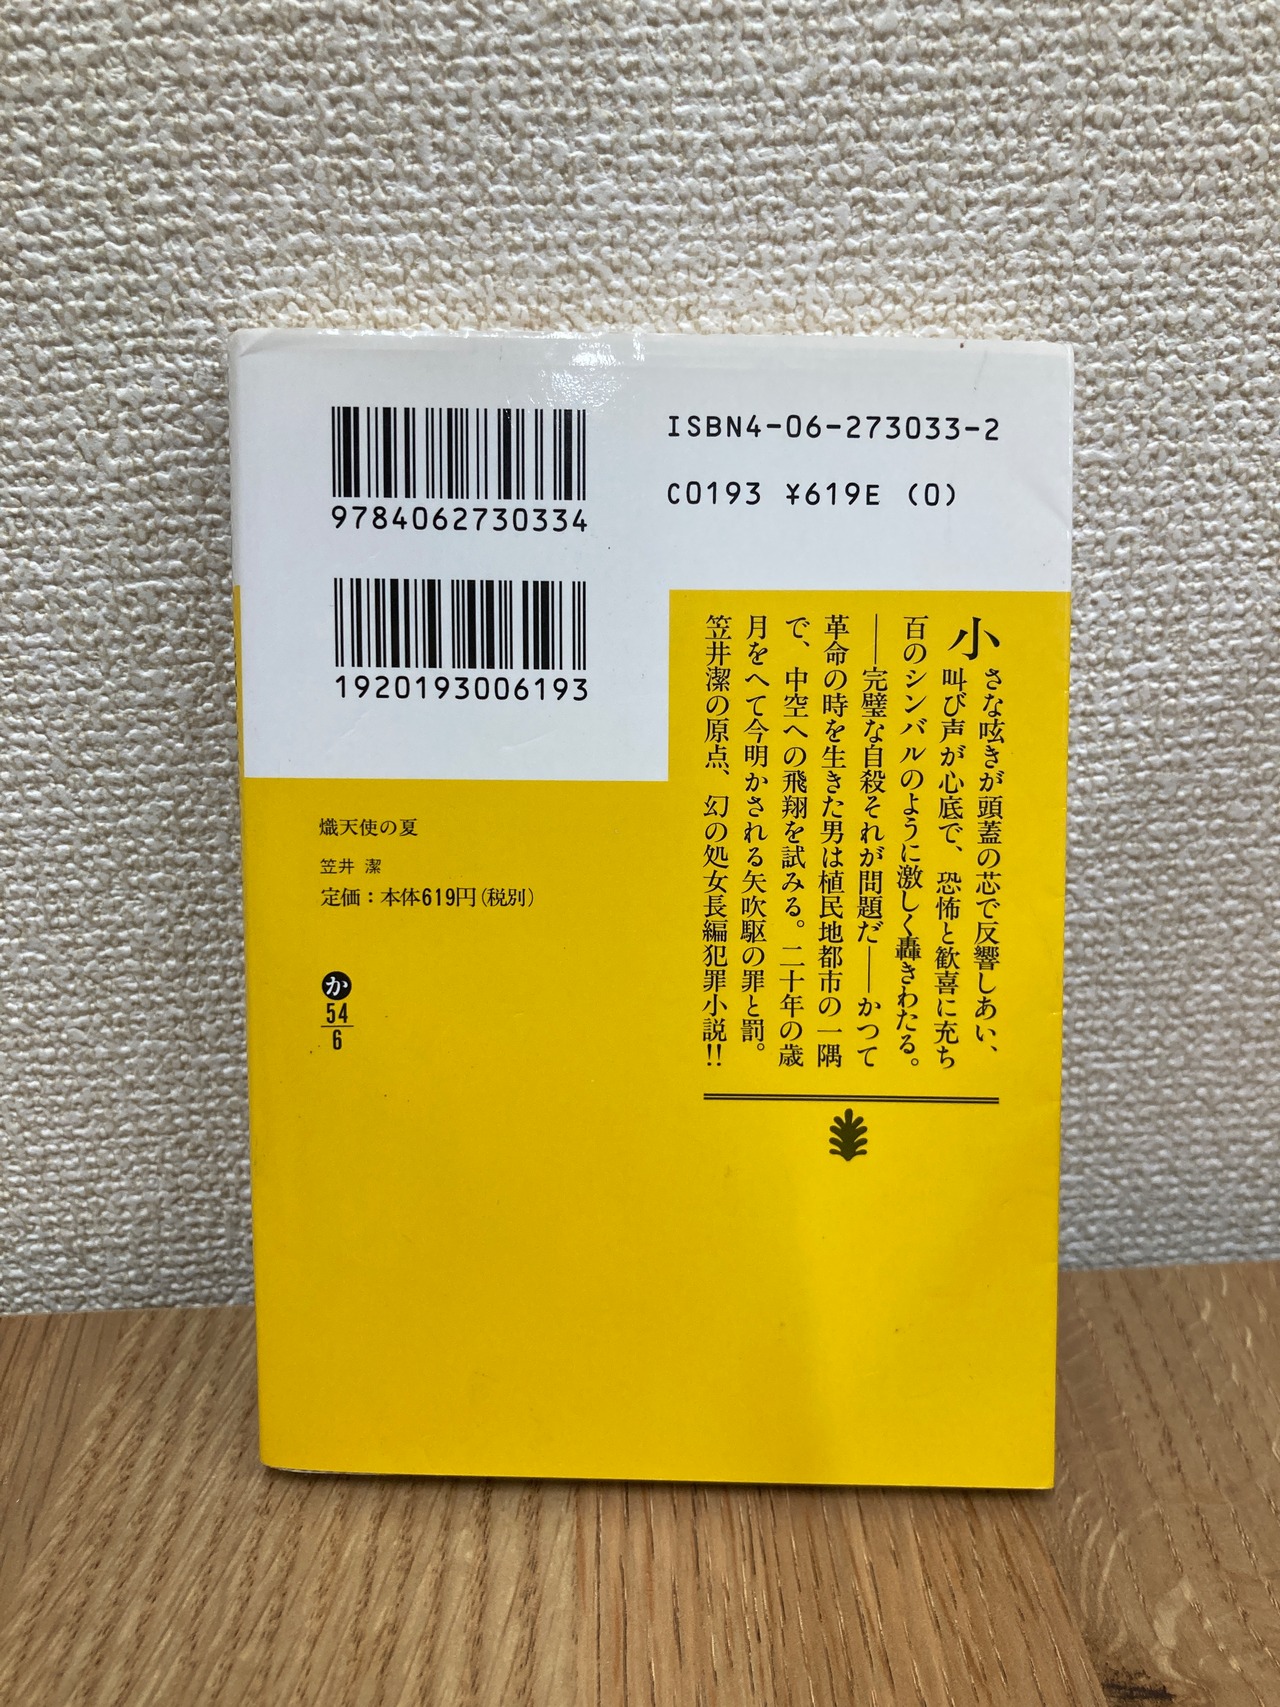 9784062730334
1920193006193
ISBN4-06-273033-2
C0193 ¥619E (0)
小さな呟きが頭蓋の芯で反響しあい、
叫び声が心底で、恐怖と歓喜に充ち
百のシンバルのように激しく轟きわたる。
――完璧な自殺それが問題だ――かつて
革命の時を生きた男は植民地都市の一隅
で、中空への飛翔を試みる。二十年の歳
月をへて今明かされる矢吹駆の罪と罰。
笠井潔の原点、幻の処女長編犯罪小説!!
熾天使の夏
笠井 潔
定価：本体619円（税別）
か
54
6